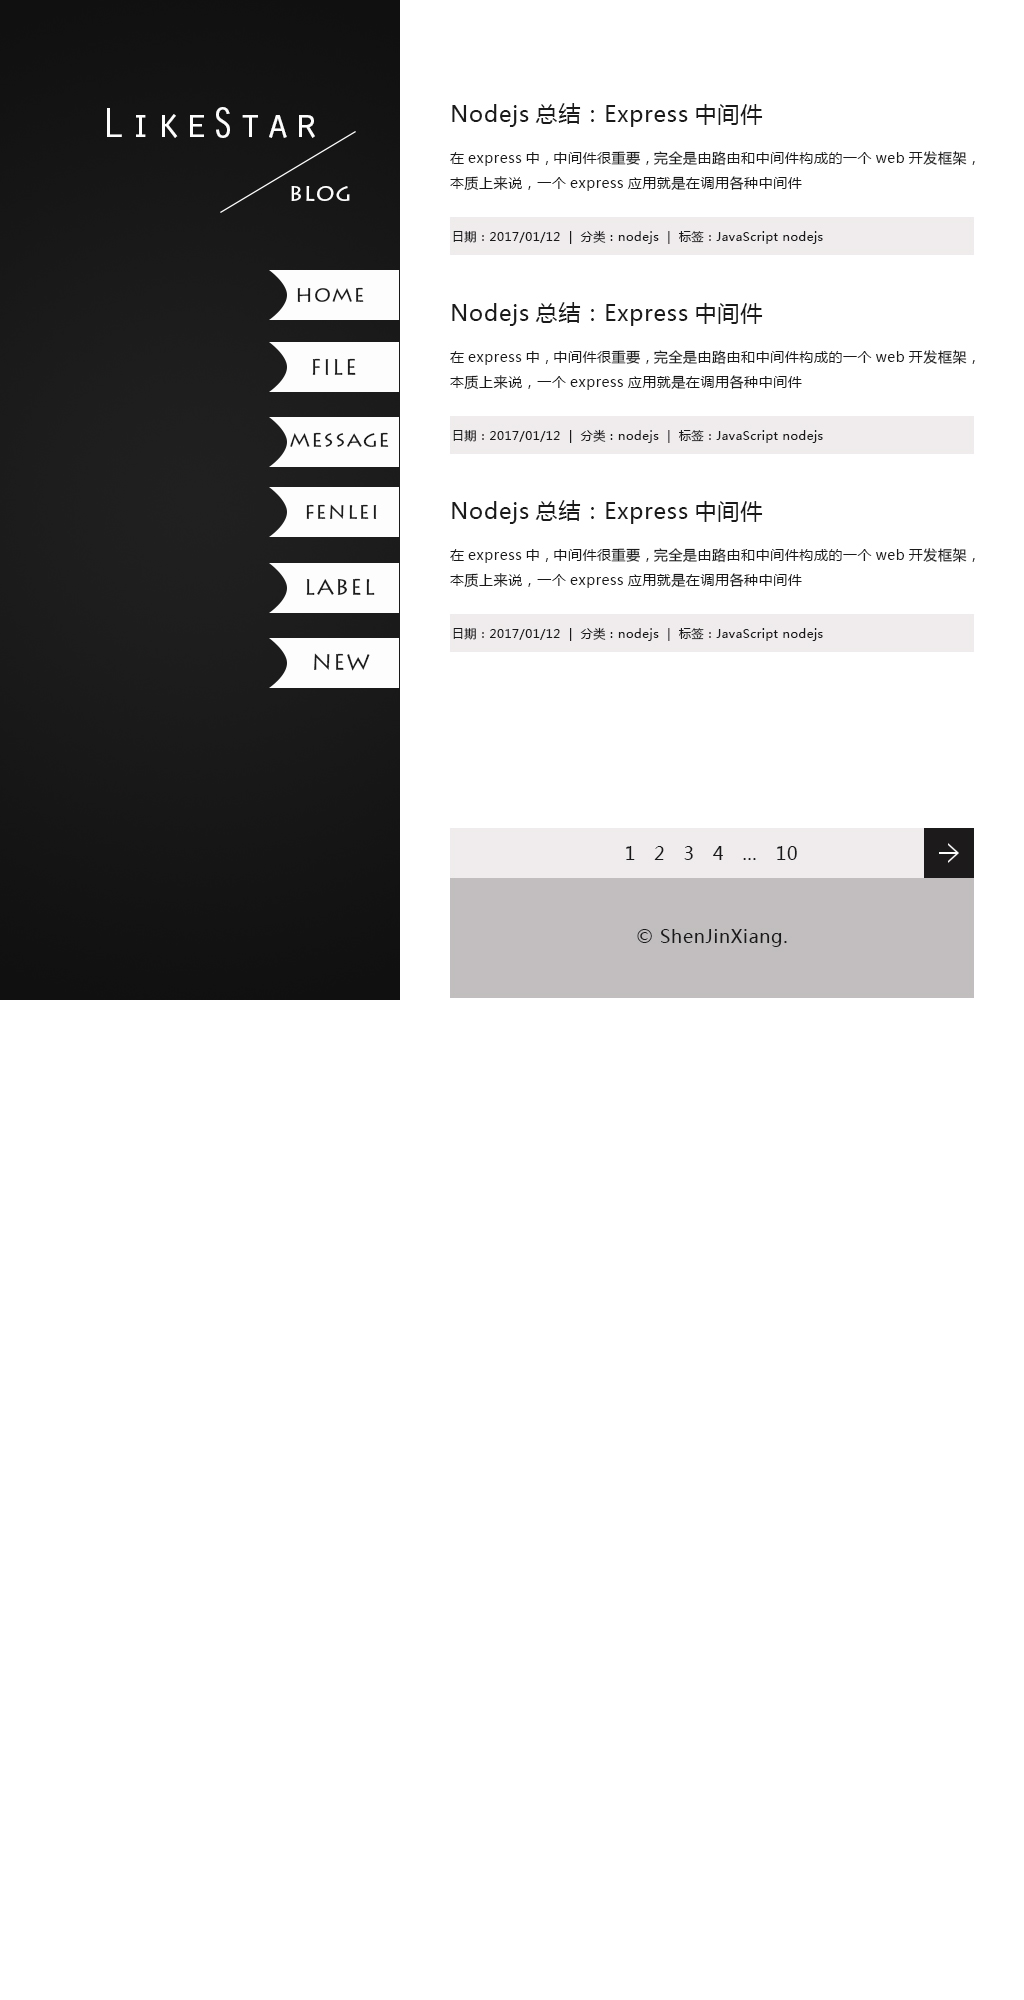 LIKESTAR
BLOG
HOME
FILE
MESSAGE
FENLEI
LABEL
NEW
Nodejs 总结：Express 中间件
在 express 中，中间件很重要，完全是由路由和中间件构成的一个 web 开发框架，
本质上来说，一个 express 应用就是在调用各种中间件
日期：2017/01/12 | 分类：nodejs | 标签：JavaScript nodejs
Nodejs 总结：Express 中间件
在 express 中，中间件很重要，完全是由路由和中间件构成的一个 web 开发框架，
本质上来说，一个 express 应用就是在调用各种中间件
日期：2017/01/12 | 分类：nodejs | 标签：JavaScript nodejs
Nodejs 总结：Express 中间件
在 express 中，中间件很重要，完全是由路由和中间件构成的一个 web 开发框架，
本质上来说，一个 express 应用就是在调用各种中间件
日期：2017/01/12 | 分类：nodejs | 标签：JavaScript nodejs
1 2 3 4 ... 10
© ShenJinXiang.